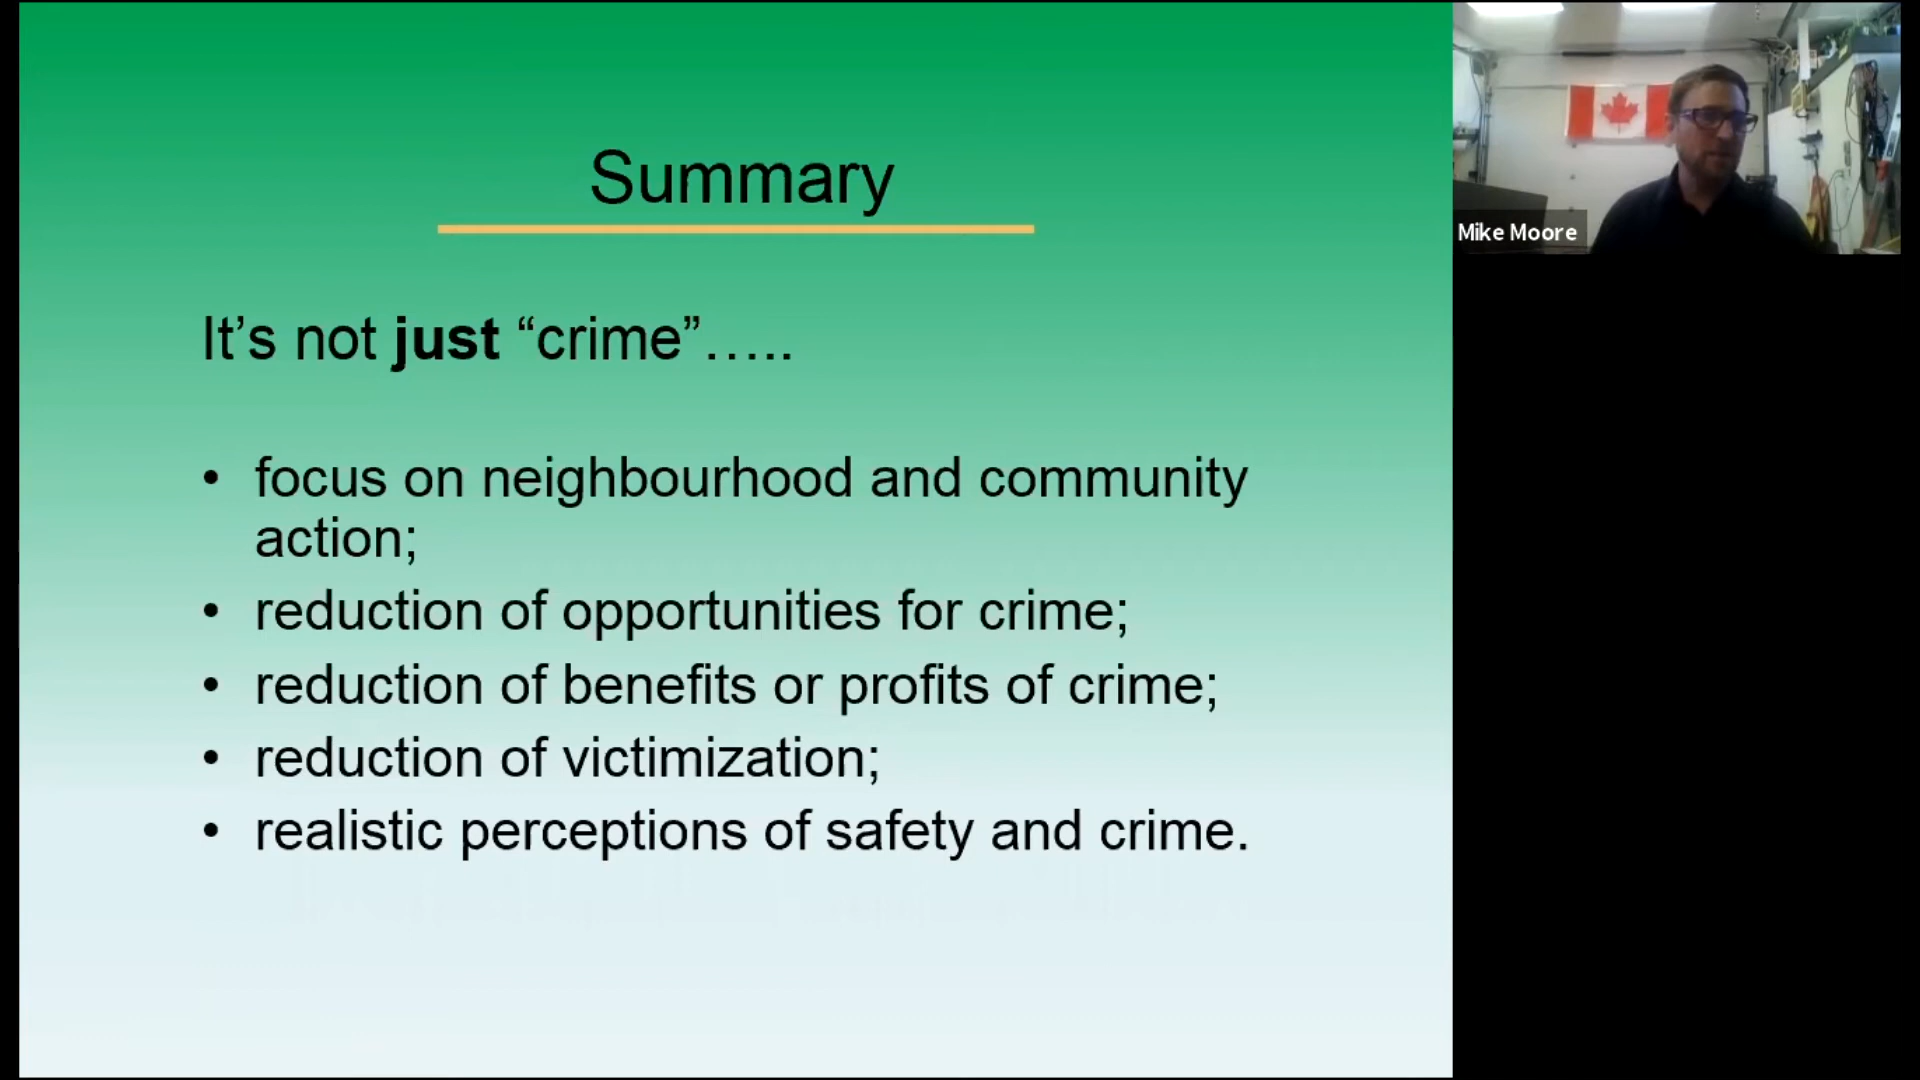 Summary
It’s not just “crime”…..
• focus on neighbourhood and community
action;
• reduction of opportunities for crime;
• reduction of benefits or profits of crime;
• reduction of victimization;
• realistic perceptions of safety and crime.
Mike Moore